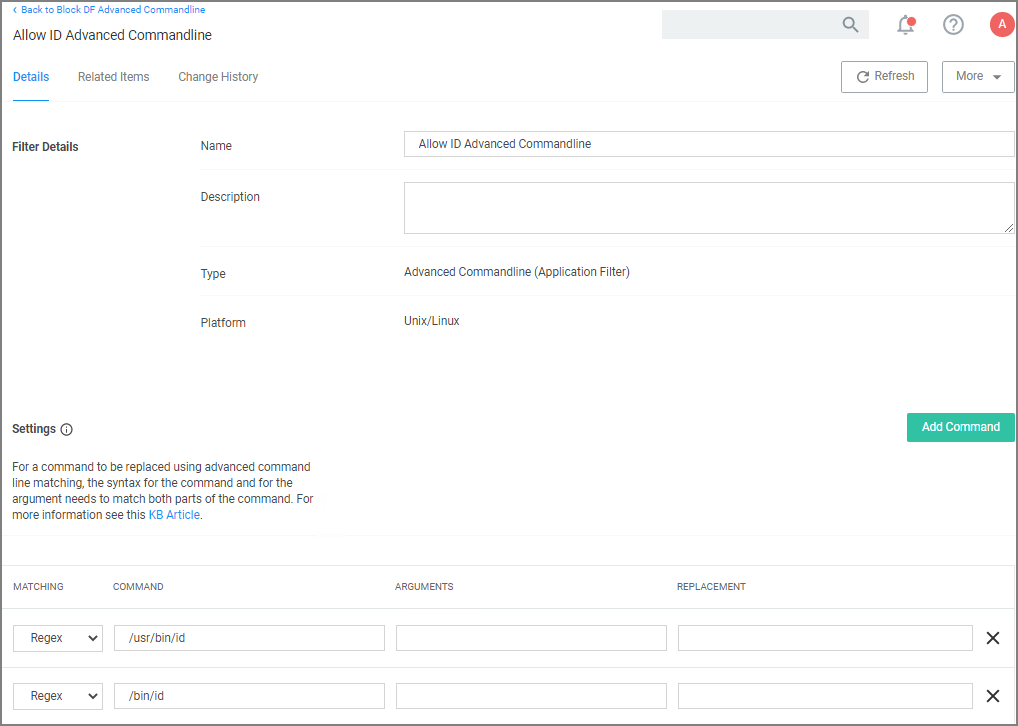 ‹ Back to Block DF Advanced Commandline
Allow ID Advanced Commandline
A
Details Related Items Change History
Refresh More
Filter Details
Name Allow ID Advanced Commandline
Description
Type Advanced Commandline (Application Filter)
Platform Unix/Linux
Settings
Add Command
For a command to be replaced using advanced command
line matching, the syntax for the command and for the
argument needs to match both parts of the command. For
more information see this KB Article.
MATCHING COMMAND ARGUMENTS REPLACEMENT
Regex /usr/bin/id
Regex /bin/id